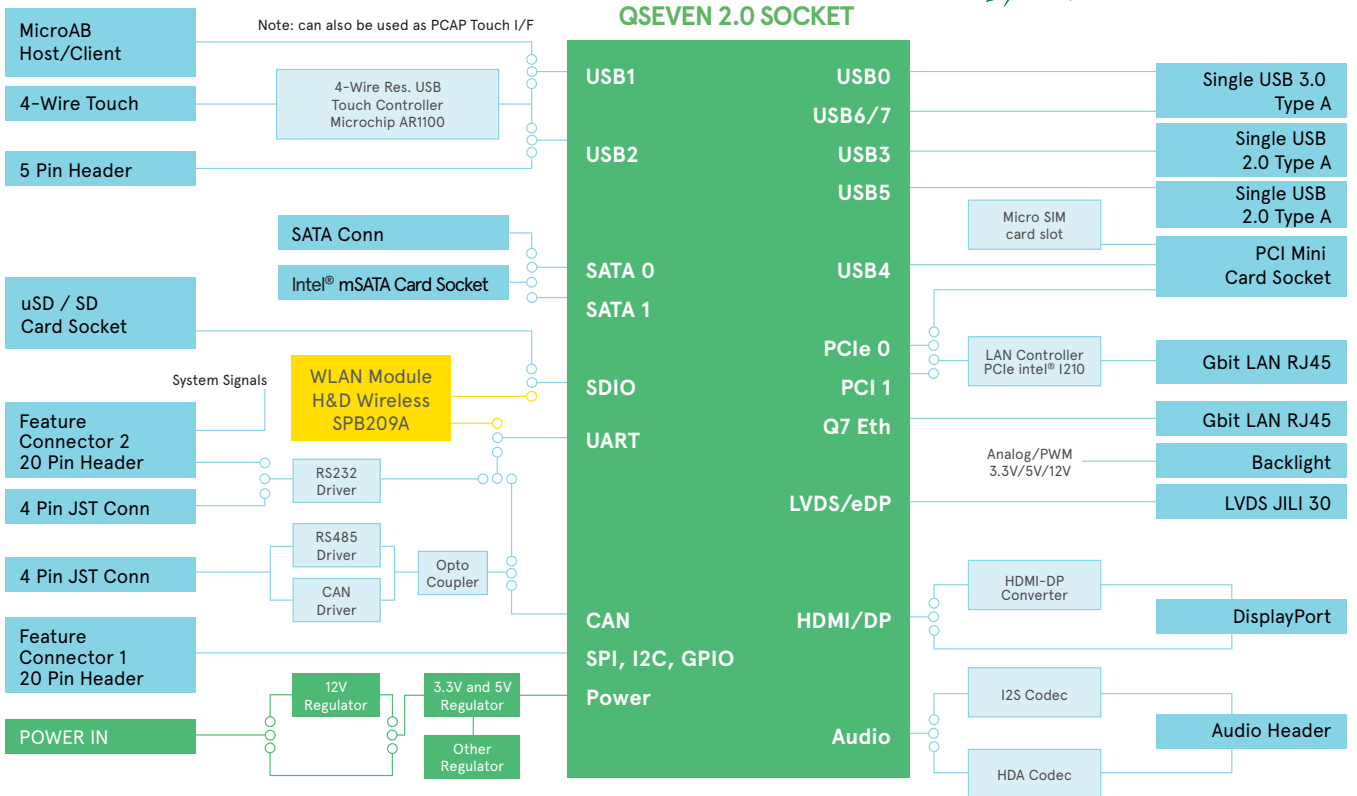 QSEVEN 2.0 SOCKET
MicroAB
Host/Client
Note: can also be used as PCAP Touch I/F
4-Wire Touch
4-Wire Res. USB
Touch Controller
Microchip AR1100
5 Pin Header
SATA Conn
Intel® mSATA Card Socket
uSD / SD
Card Socket
System Signals
WLAN Module
H&D Wireless
SPB209A
Feature
Connector 2
20 Pin Header
RS232
Driver
4 Pin JST Conn
RS485
Driver
4 Pin JST Conn
CAN
Driver
Opto
Coupler
Feature
Connector 1
20 Pin Header
12V
Regulator
3.3V and 5V
Regulator
POWER IN
Other
Regulator
USB1
USB2
SATA 0
SATA 1
SDIO
UART
CAN
SPI, I2C, GPIO
Power
USB0
USB6/7
USB3
USB5
USB4
PCIe 0
PCI 1
Q7 Eth
LVDS/eDP
HDMI/DP
Audio
Single USB 3.0
Type A
Single USB
2.0 Type A
Single USB
2.0 Type A
Micro SIM
card slot
PCI Mini
Card Socket
LAN Controller
PCIe intel® I210
Gbit LAN RJ45
Gbit LAN RJ45
Analog/PWM
3.3V/5V/12V
Backlight
LVDS JILI 30
HDMI-DP
Converter
DisplayPort
I2S Codec
Audio Header
HDA Codec